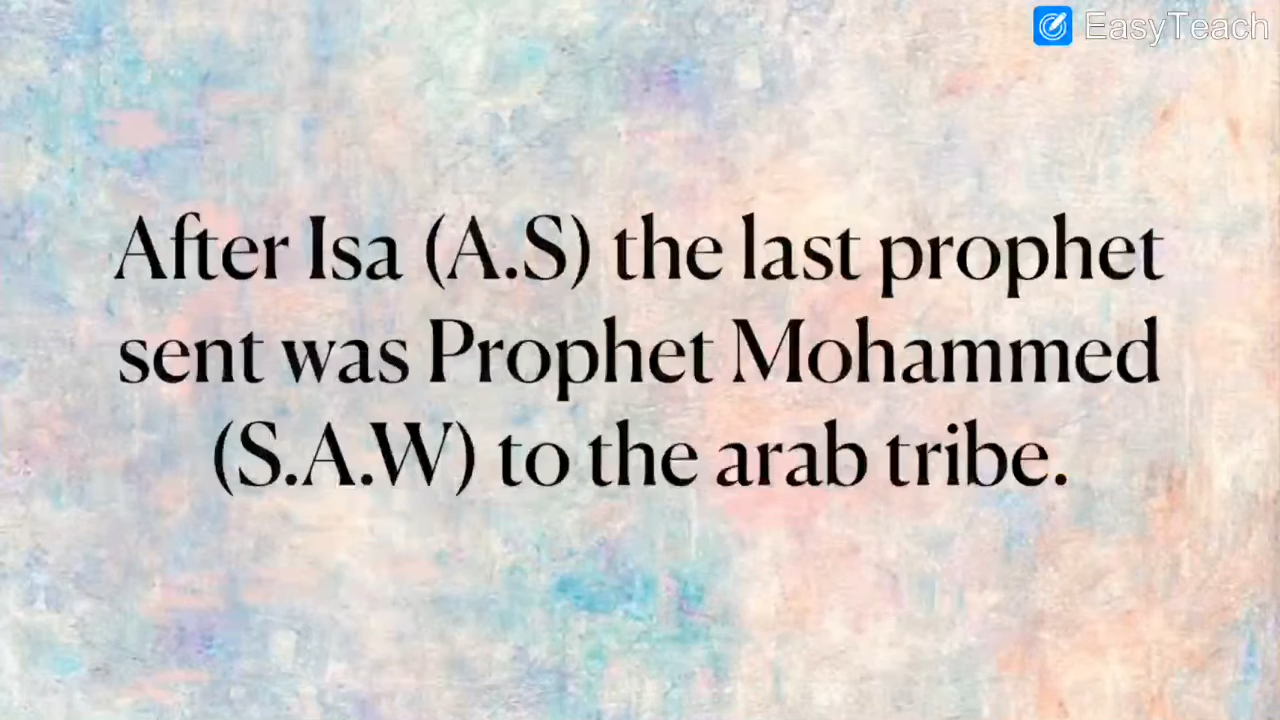 EasyTeach
After Isa (A.S) the last prophet
sent was Prophet Mohammed
(S.A.W) to the arab tribe.